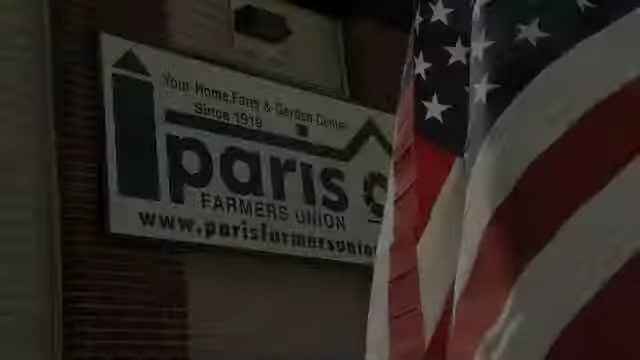 Your Home, Farm & Garden Center
Since 1919
paris
FARMERS UNION
www.parisfarmersunion